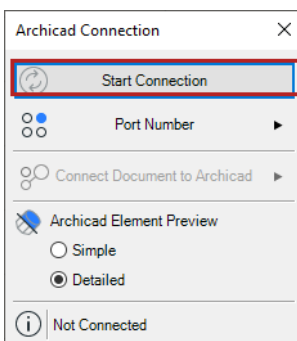 Archicad Connection
Start Connection
Port Number
Connect Document to Archicad
Archicad Element Preview
Simple
Detailed
Not Connected